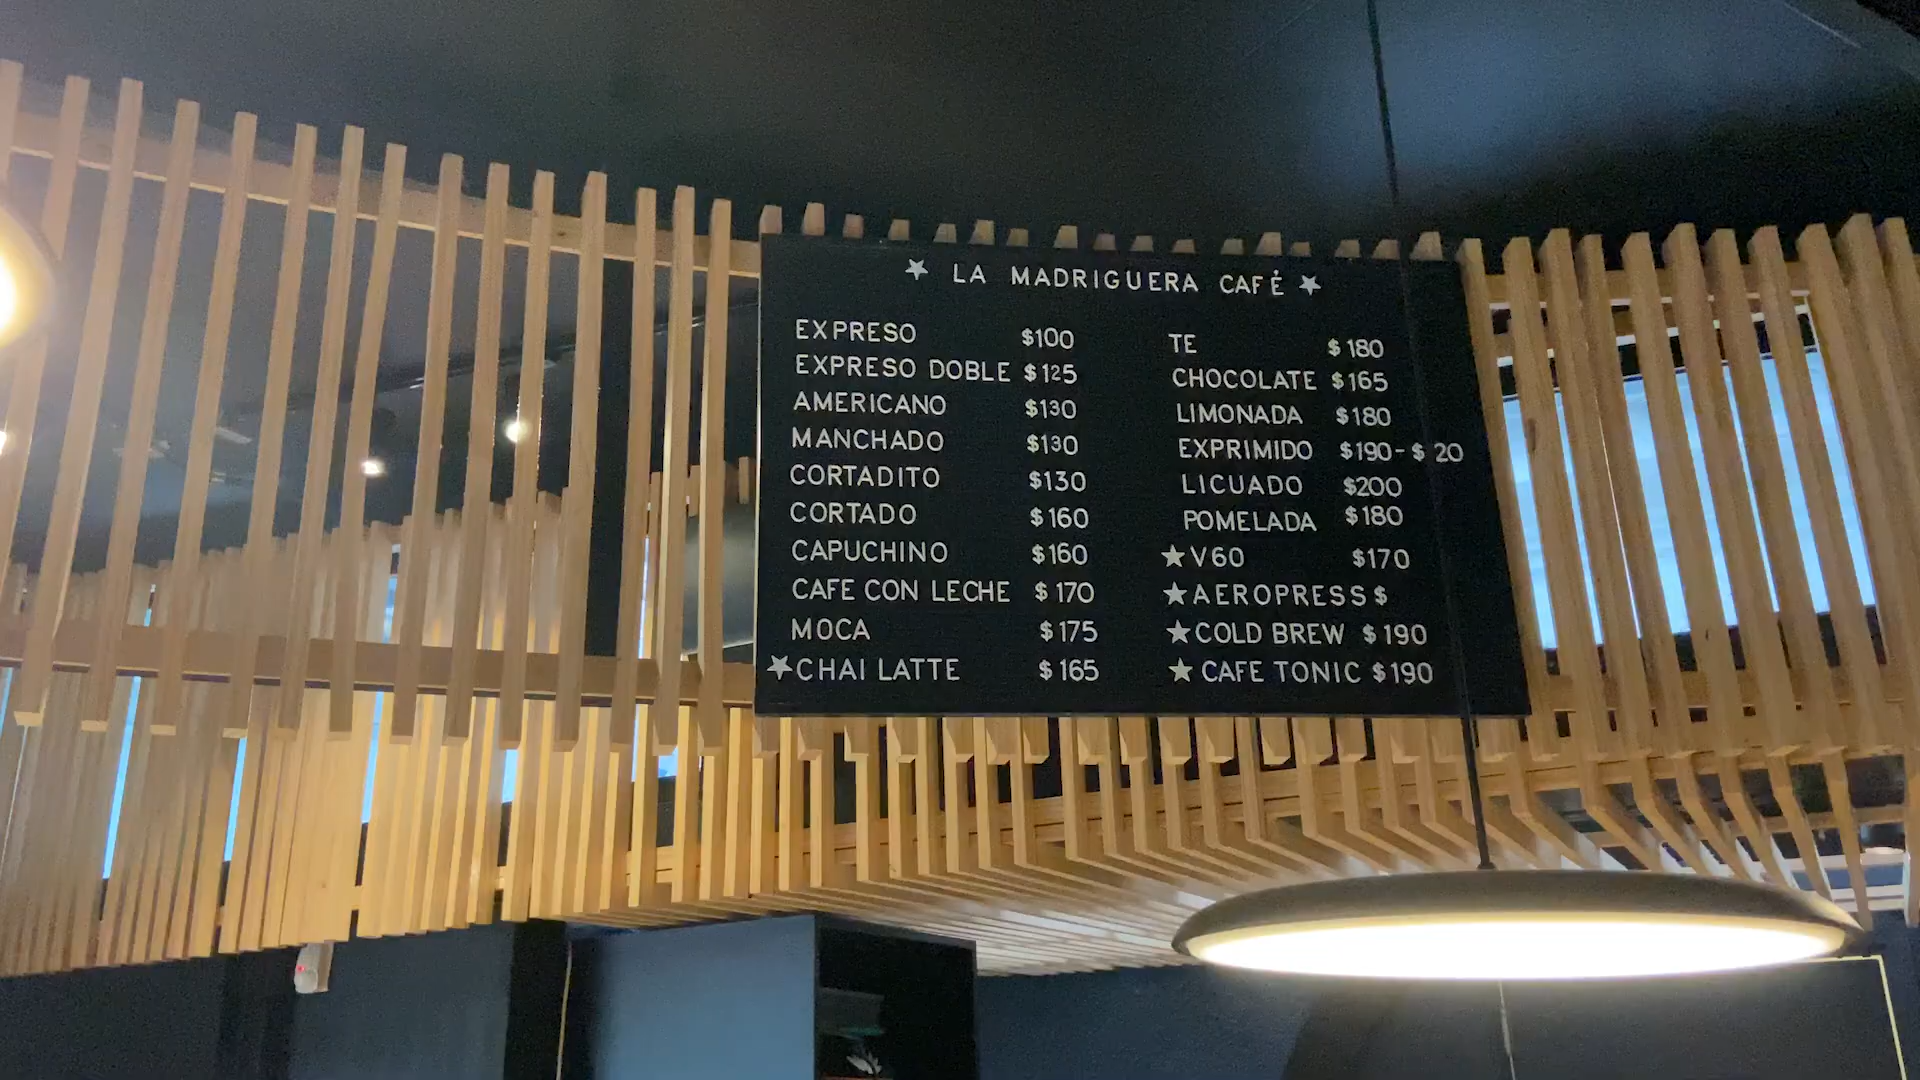 LA MADRIGUERA CAFÉ
EXPRESO $100
EXPRESO DOBLE $125
AMERICANO $130
MANCHADO $130
CORTADITO $130
CORTADO $160
CAPUCHINO $160
CAFE CON LECHE $170
MOCA $175
CHAI LATTE $165
TE $180
CHOCOLATE $165
LIMONADA $180
EXPRIMIDO $190-$ 20
LICUADO $200
POMELADA $180
V60 $170
AEROPRESS $
COLD BREW $190
CAFE TONIC $190